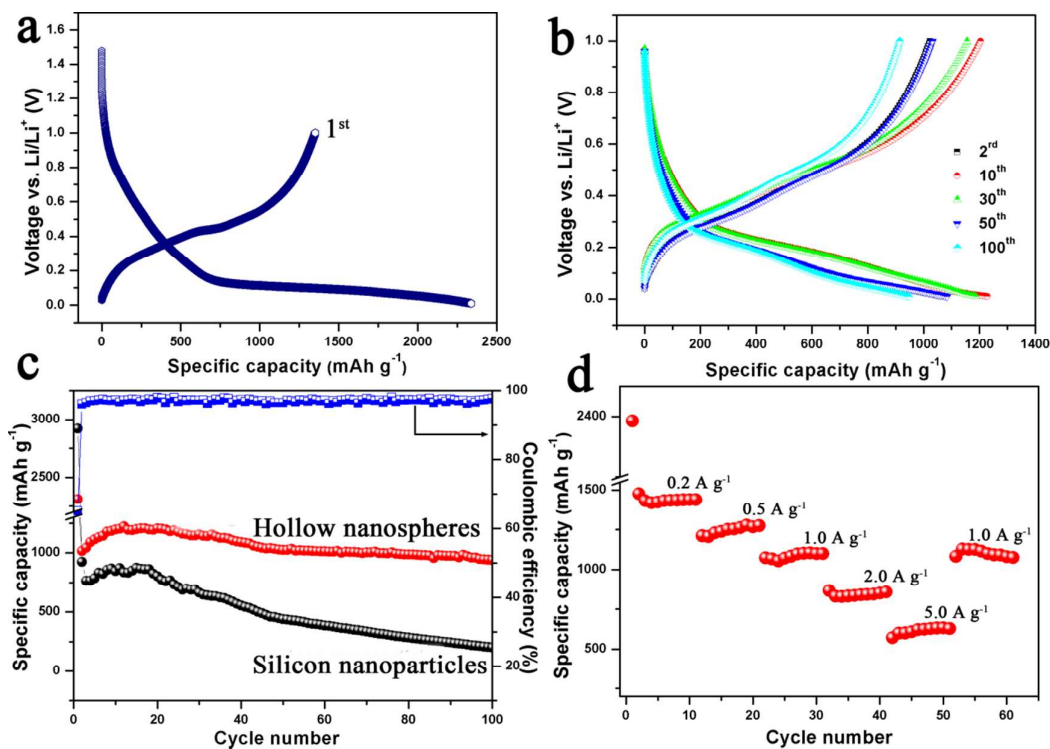 a
Voltage vs. Li/Li+ (V)
1.6
1.4
1.2
1.0
0.8
0.6
0.4
0.2
0.0
1st
0 500 1000 1500 2000 2500
Specific capacity (mAh g-1)
b
Voltage vs. Li/Li+ (V)
1.0
0.8
0.6
0.4
0.2
0.0
2rd
10th
30th
50th
100th
0 200 400 600 800 1000 1200 1400
Specific capacity (mAh g-1)
c
Specific capacity (mAh g-1)
3000
2500
2000
1000
500
0
Hollow nanospheres
Silicon nanoparticles
100
80
60
40
20
Coulombic efficiency (%)
0 20 40 60 80 100
Cycle number
d
Specific capacity (mAh g-1)
2400
1500
1000
500
0.2 A g-1
0.5 A g-1
1.0 A g-1
2.0 A g-1
5.0 A g-1
1.0 A g-1
0 10 20 30 40 50 60
Cycle number